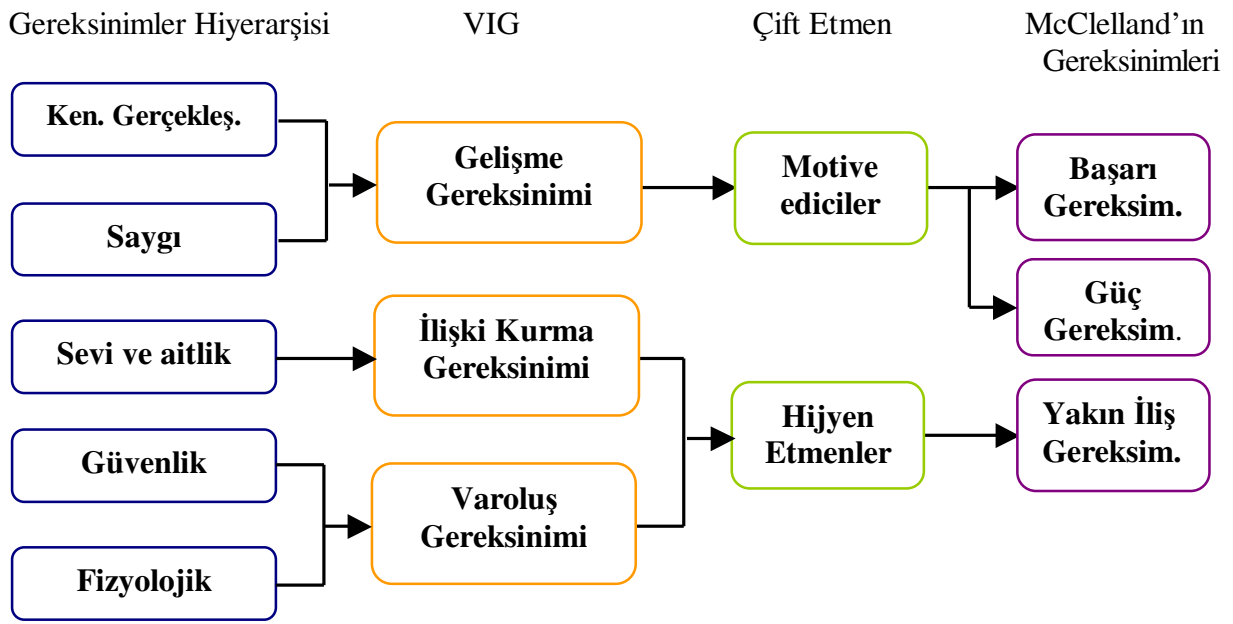 Gereksinimler Hiyerarşisi
VIG
Çift Etmen
McClelland’ın
Gereksinimleri
Ken. Gerçekleş.
Saygı
Sevi ve aitlik
Güvenlik
Fizyolojik
Gelişme
Gereksinimi
İlişki Kurma
Gereksinimi
Varoluş
Gereksinimi
Motive
ediciler
Hijyen
Etmenler
Başarı
Gereksim.
Güç
Gereksim.
Yakın İliş
Gereksim.